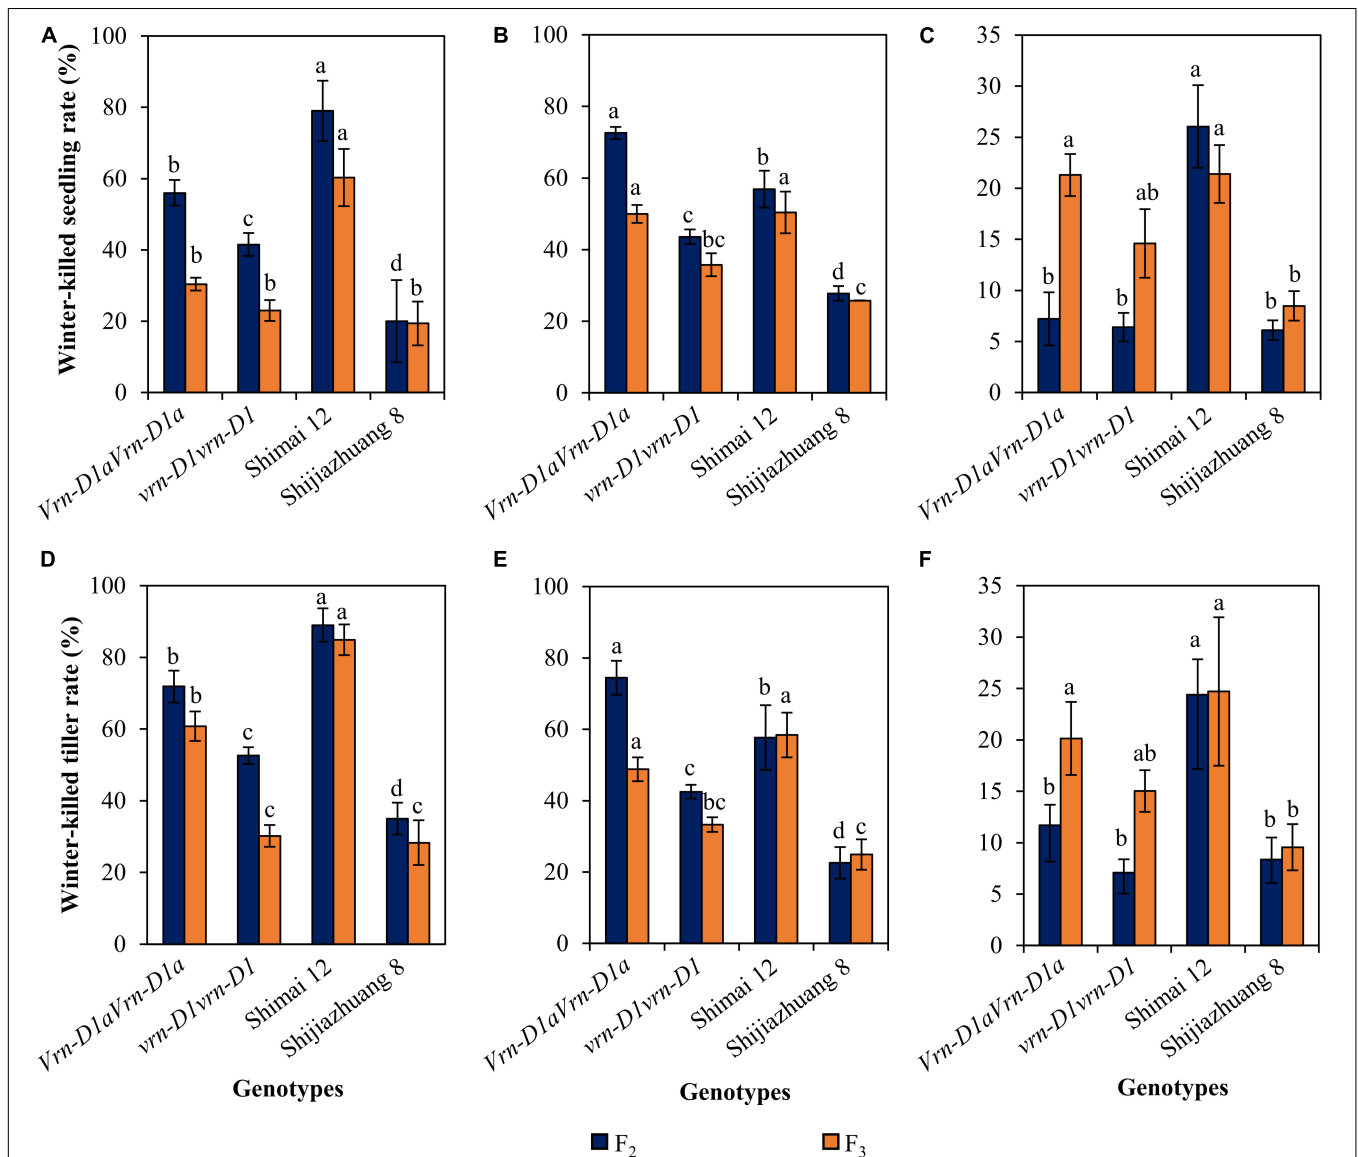 A
B
C
Winter-killed seedling rate (%)
100
80
60
40
20
0
b
b
c
b
a
a
d
b
Vrn-D1aVrn-D1a
vrn-D1vrn-D1
Shimai 12
Shijiazhuang 8
100
80
60
40
20
0
a
a
c
bc
b
a
d
c
Vrn-D1aVrn-D1a
vrn-D1vrn-D1
Shimai 12
Shijiazhuang 8
35
30
25
20
15
10
5
0
b
a
b
ab
a
a
b
b
Vrn-D1aVrn-D1a
vrn-D1vrn-D1
Shimai 12
Shijiazhuang 8
D
E
F
Winter-killed tiller rate (%)
100
80
60
40
20
0
b
b
c
c
a
a
d
c
Vrn-D1aVrn-D1a
vrn-D1vrn-D1
Shimai 12
Shijiazhuang 8
Genotypes
100
80
60
40
20
0
a
a
c
bc
b
a
d
c
Vrn-D1aVrn-D1a
vrn-D1vrn-D1
Shimai 12
Shijiazhuang 8
Genotypes
35
30
25
20
15
10
5
0
b
a
b
ab
a
a
b
b
Vrn-D1aVrn-D1a
vrn-D1vrn-D1
Shimai 12
Shijiazhuang 8
Genotypes
F2
F3